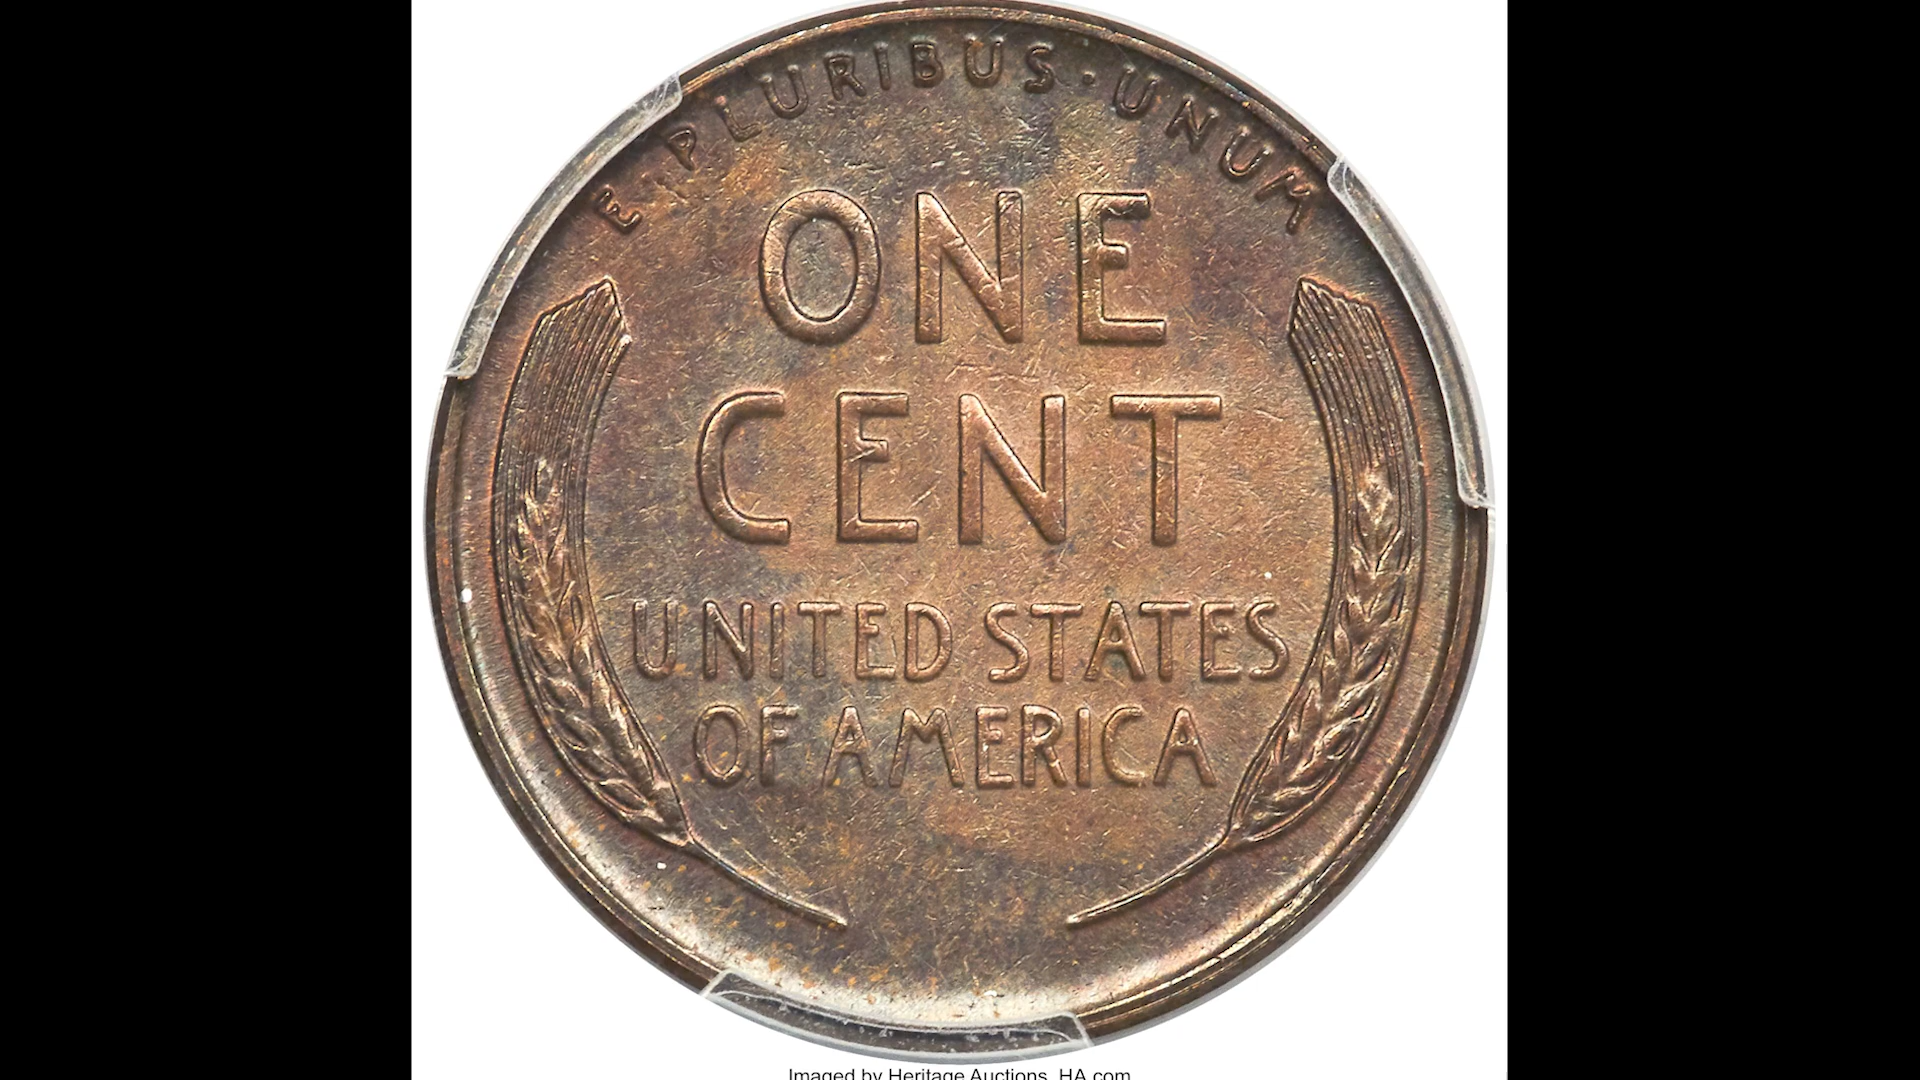 E·PLURIBUS·UNUM
ONE
CENT
UNITED STATES
OF AMERICA
Imaged by Heritage Auctions, HA.com